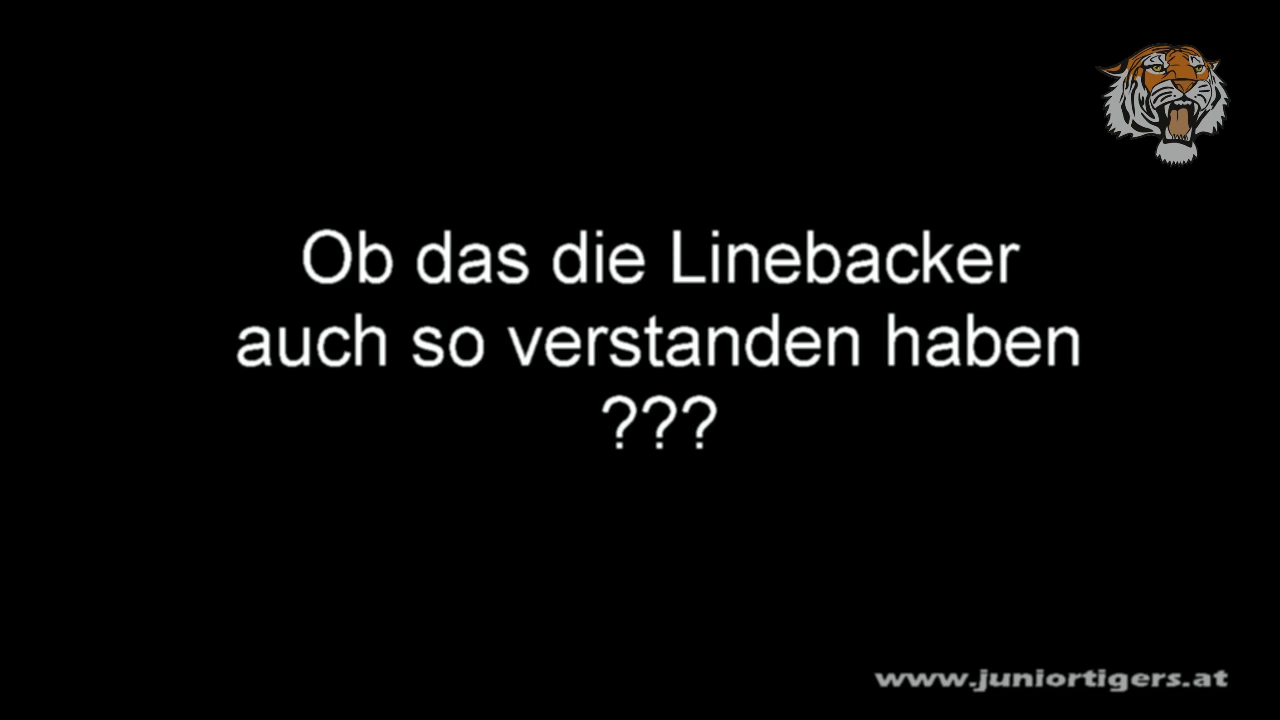 Ob das die Linebacker
auch so verstanden haben
???
www.juniortigers.at